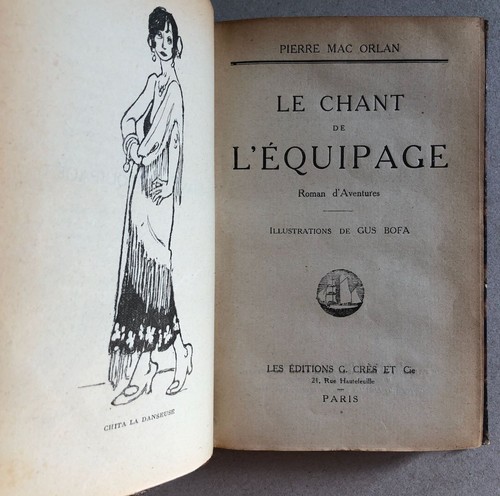 CHITA LA DANSEUSE
PIERRE MAC ORLAN
LE CHANT
DE
L'ÉQUIPAGE
Roman d'Aventures
ILLUSTRATIONS DE GUS BOFA
LES ÉDITIONS G. CRÈS ET Cie
21, Rue Hautefeuille
PARIS